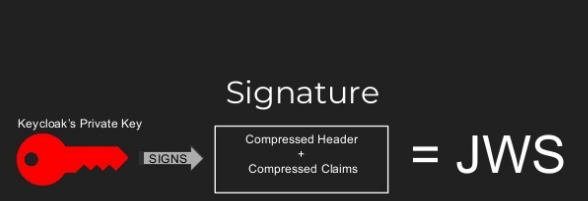 Signature
Keycloak's Private Key
SIGNS
Compressed Header
+
Compressed Claims
= JWS